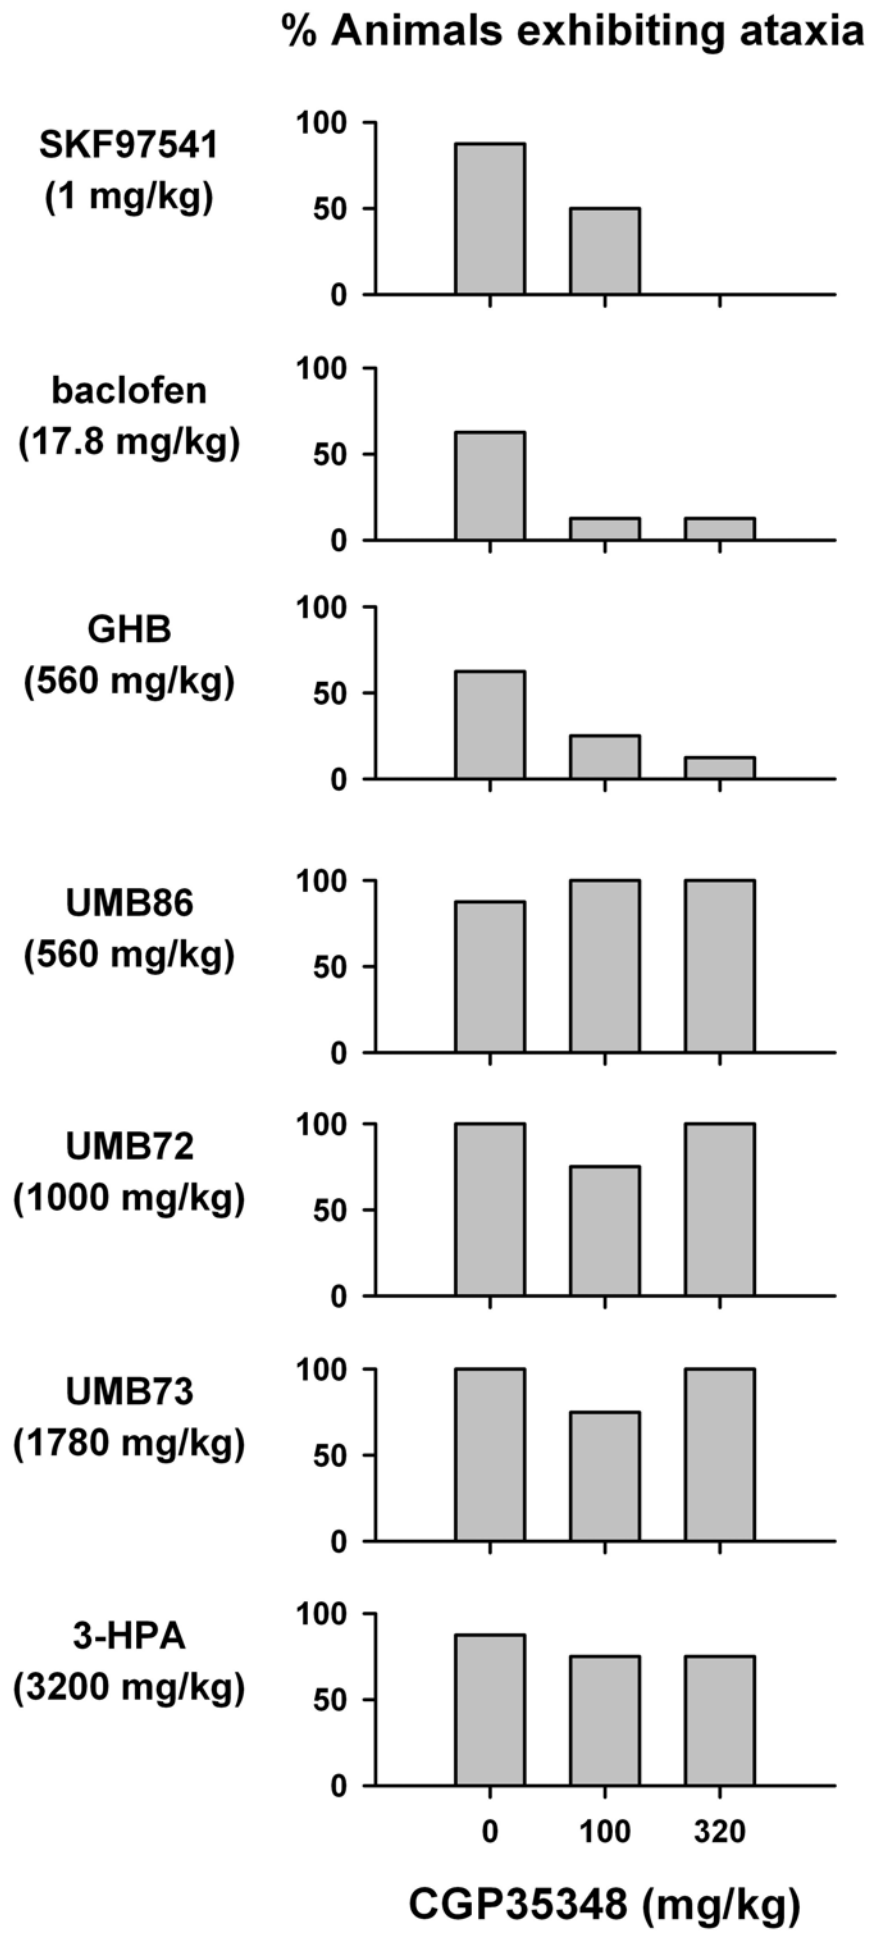 % Animals exhibiting ataxia
SKF97541
(1 mg/kg)
100
50
0
baclofen
(17.8 mg/kg)
100
50
0
GHB
(560 mg/kg)
100
50
0
UMB86
(560 mg/kg)
100
50
0
UMB72
(1000 mg/kg)
100
50
0
UMB73
(1780 mg/kg)
100
50
0
3-HPA
(3200 mg/kg)
100
50
0
0 100 320
CGP35348 (mg/kg)